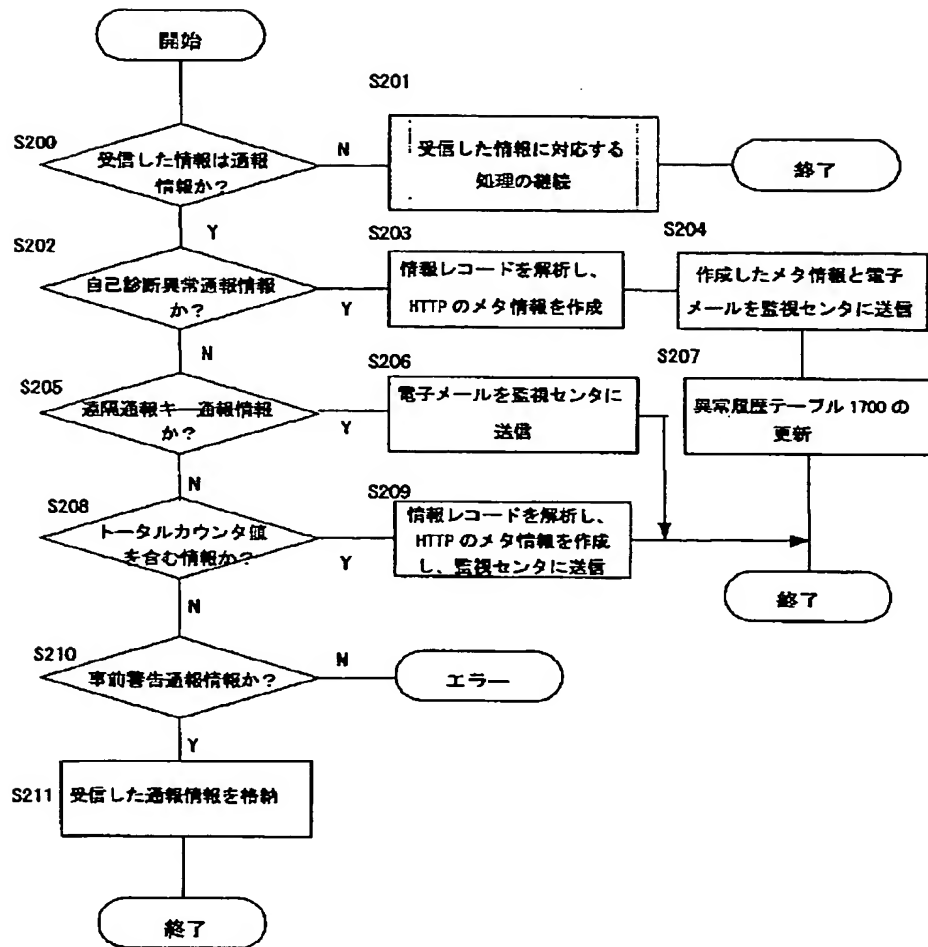 開始
S200
受信した情報は通報
情報か?
N
S201
受信した情報に対応する
処理の継続
終了
Y
S202
自己診断異常通報情報
か?
Y
S203
情報レコードを解析し、
HTTPのメタ情報を作成
S204
作成したメタ情報と電子
メールを監視センタに送信
N
S205
遠隔通報キー通報情報
か?
Y
S206
電子メールを監視センタに
送信
S207
異常履歴テーブル1700の
更新
N
S208
トータルカウンタ値
を含む情報か?
Y
S209
情報レコードを解析し、
HTTPのメタ情報を作成
し、監視センタに送信
終了
N
S210
事前警告通報情報か?
N
エラー
Y
S211
受信した通報情報を格納
終了